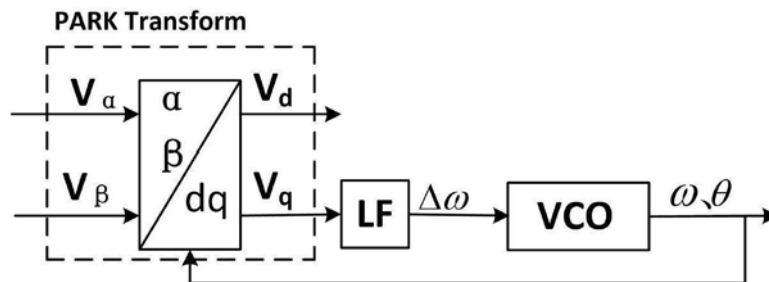 PARK Transform
Vα
α
Vd
β
Vβ
dq
Vq
LF
Δω
VCO
ω、θ